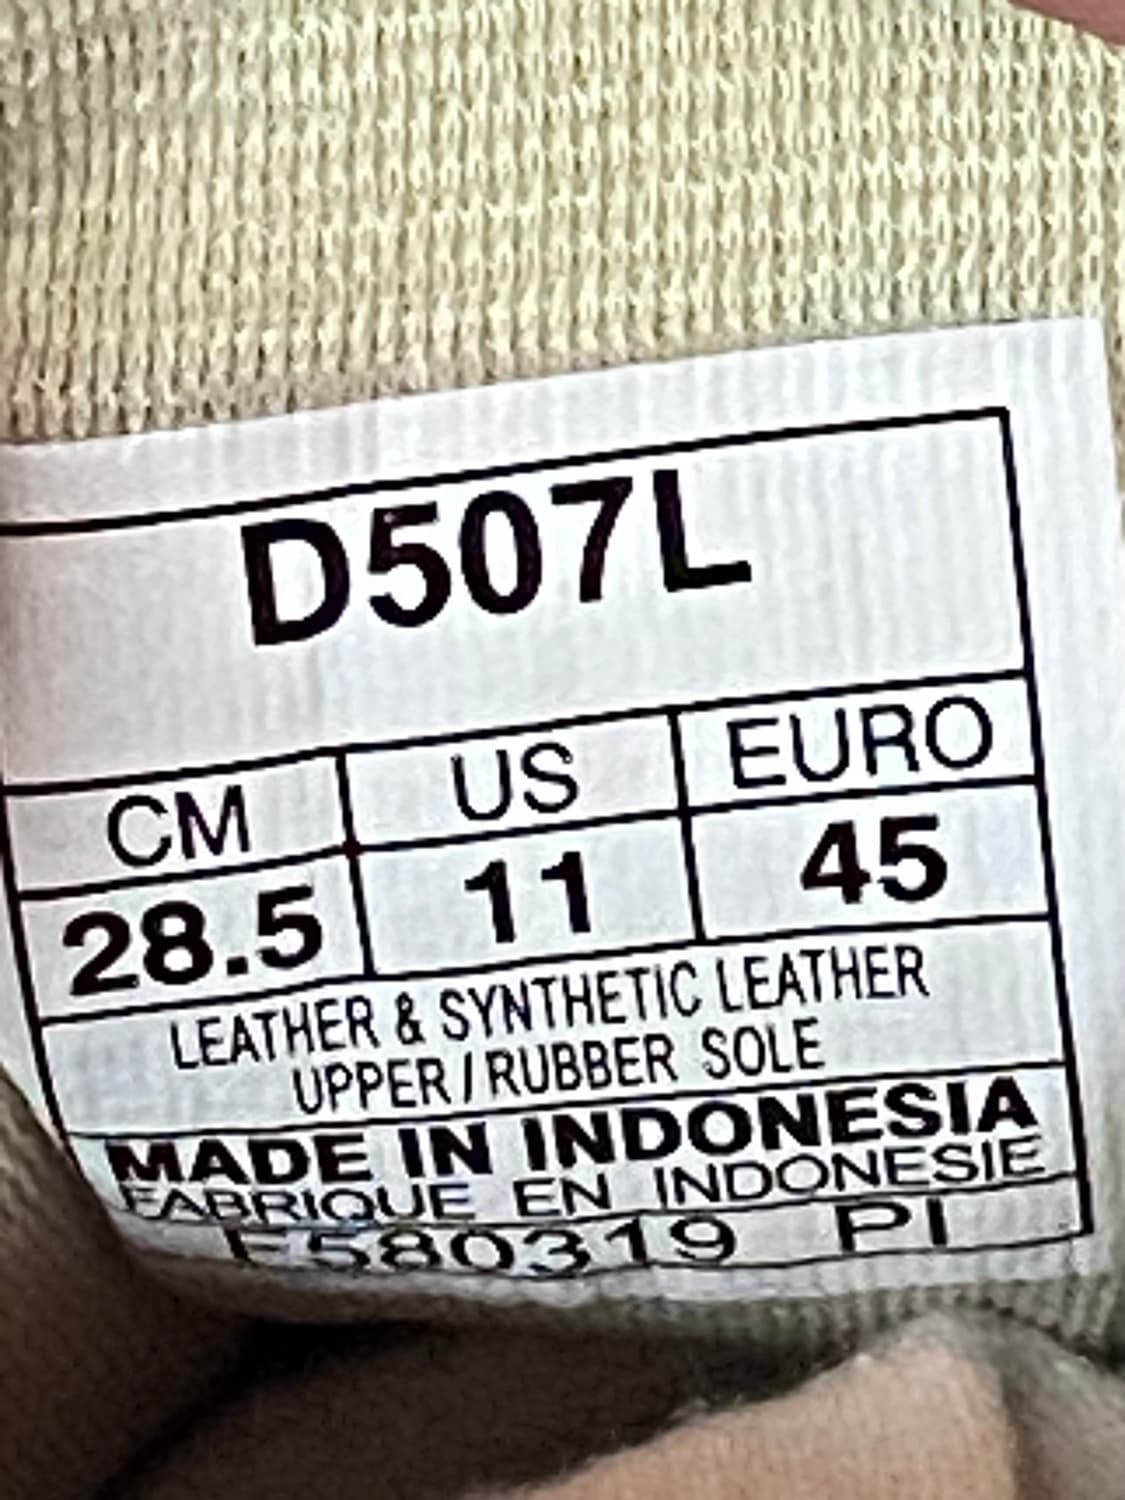 D507L
CM US EURO
28.5 11 45
LEATHER & SYNTHETIC LEATHER
UPPER / RUBBER SOLE
MADE IN INDONESIA
FABRIQUE EN INDONESIE
F580319 PI